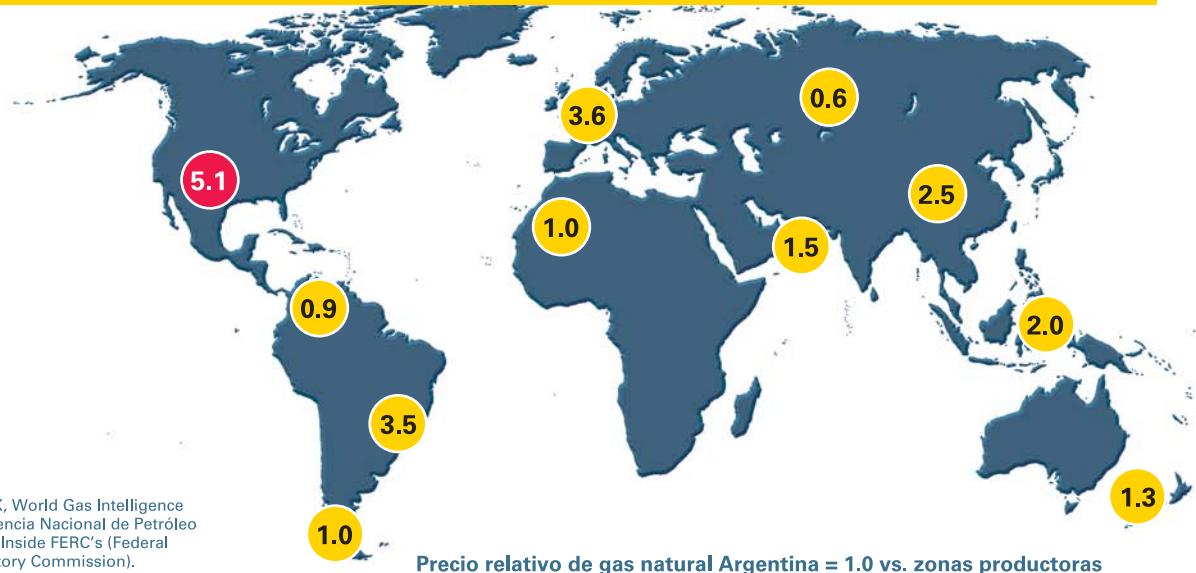 3.6
0.6
5.1
2.5
1.0
1.5
0.9
2.0
3.5
1.3
1.0
World Gas Intelligence
Nacional de Petróleo
Inside FERC's (Federal
Commission).
Precio relativo de gas natural Argentina = 1.0 vs. zonas productoras